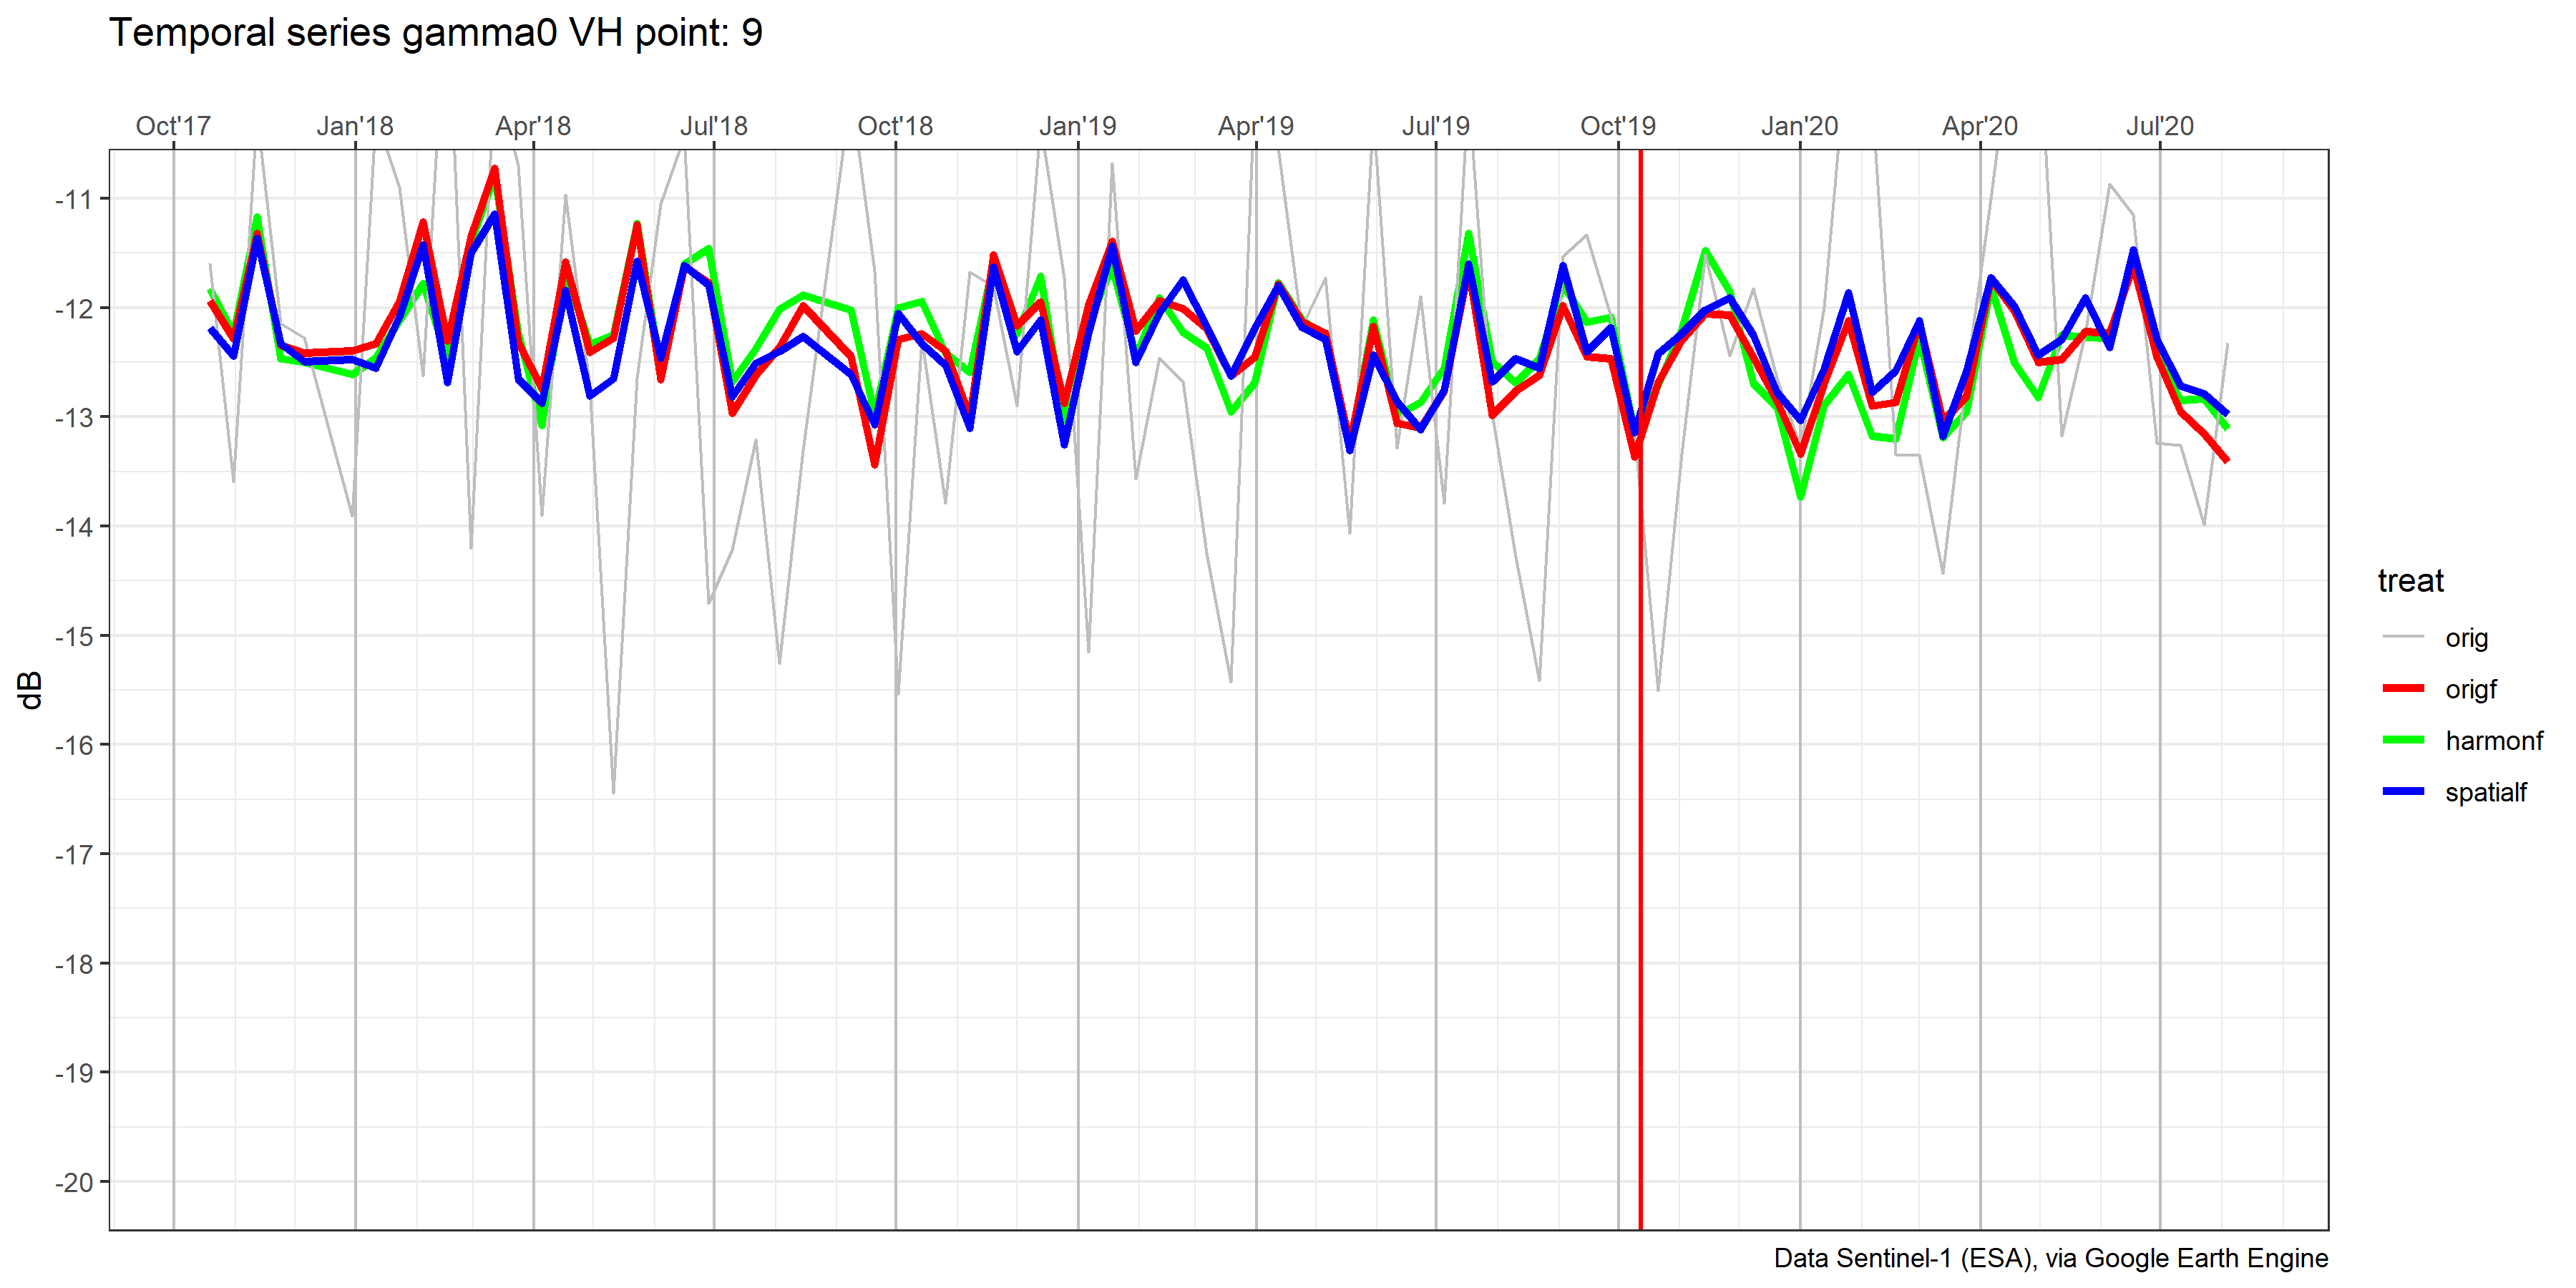 Temporal series gamma0 VH point: 9
Oct'17 Jan'18 Apr'18 Jul'18 Oct'18 Jan'19 Apr'19 Jul'19 Oct'19 Jan'20 Apr'20 Jul'20
-11
-12
-13
-14
-15
-16
-17
-18
-19
-20
dB
treat
orig
origf
harmonf
spatialf
Data Sentinel-1 (ESA), via Google Earth Engine